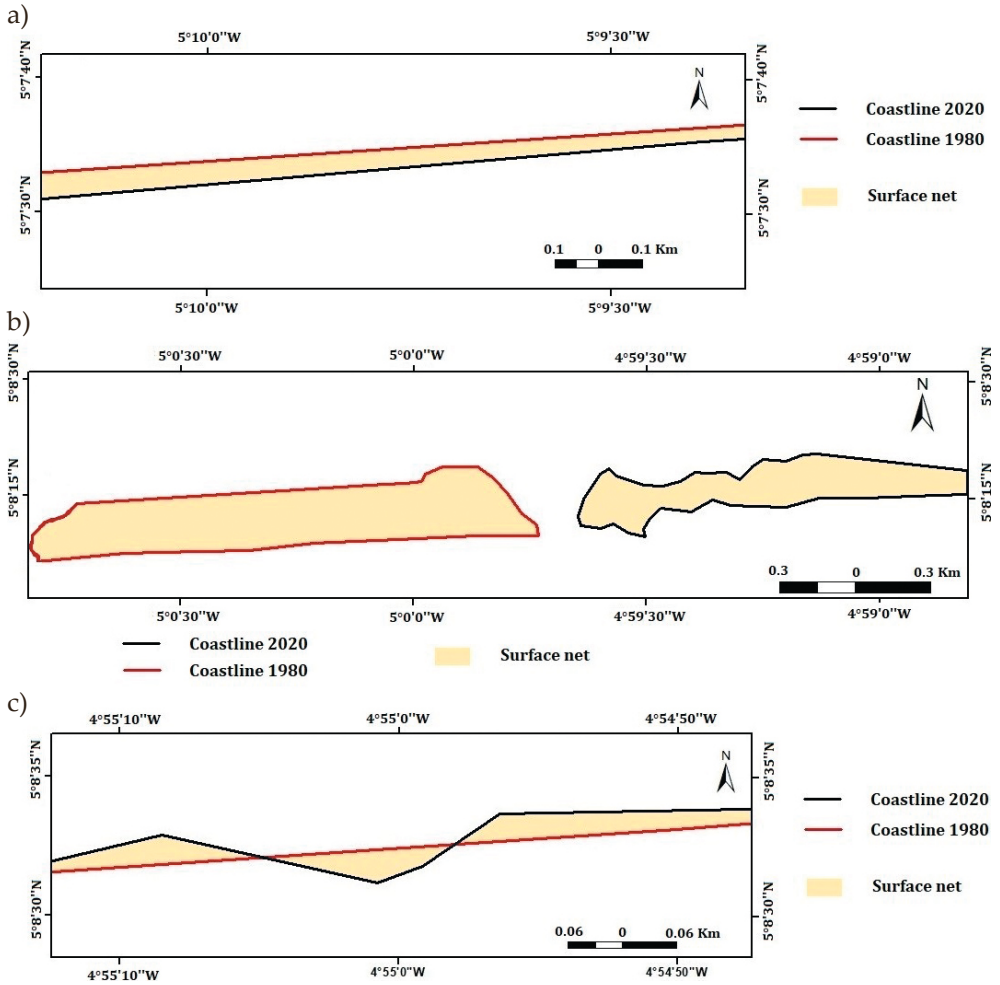 a)
5°10'0''W 5°9'30''W
5°7'40''N 5°7'40''N
N
Coastline 2020
Coastline 1980
5°7'30''N 5°7'30''N
Surface net
0.1 0 0.1 Km
5°10'0''W 5°9'30''W
b)
5°0'30''W 5°0'0''W 4°59'30''W 4°59'0''W
5°8'30''N 5°8'30''N
N
5°8'15''N 5°8'15''N
0.3 0 0.3 Km
5°0'30''W 5°0'0''W 4°59'30''W 4°59'0''W
Coastline 2020
Surface net
Coastline 1980
c)
4°55'10''W 4°55'0''W 4°54'50''W
5°8'35''N 5°8'35''N
N
Coastline 2020
Coastline 1980
Surface net
5°8'30''N 5°8'30''N
0.06 0 0.06 Km
4°55'10''W 4°55'0''W 4°54'50''W